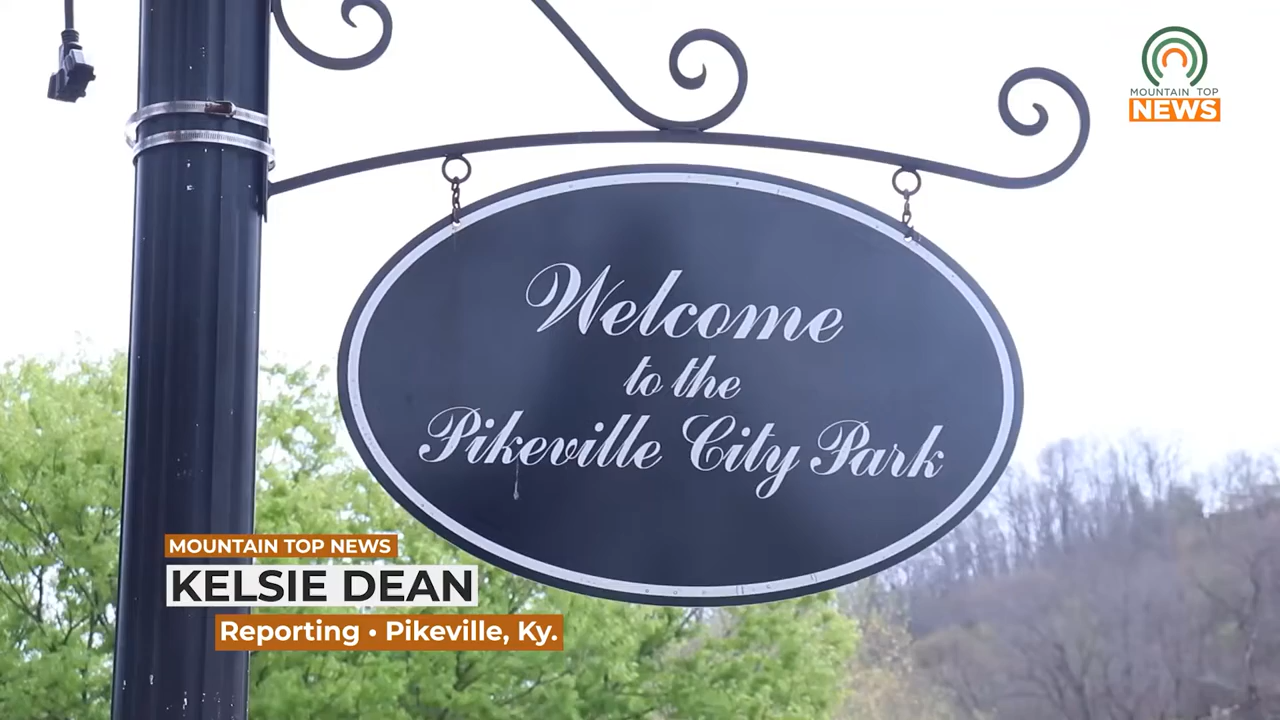 MOUNTAIN TOP
NEWS
Welcome
to the
Pikeville City Park
MOUNTAIN TOP NEWS
KELSIE DEAN
Reporting • Pikeville, Ky.